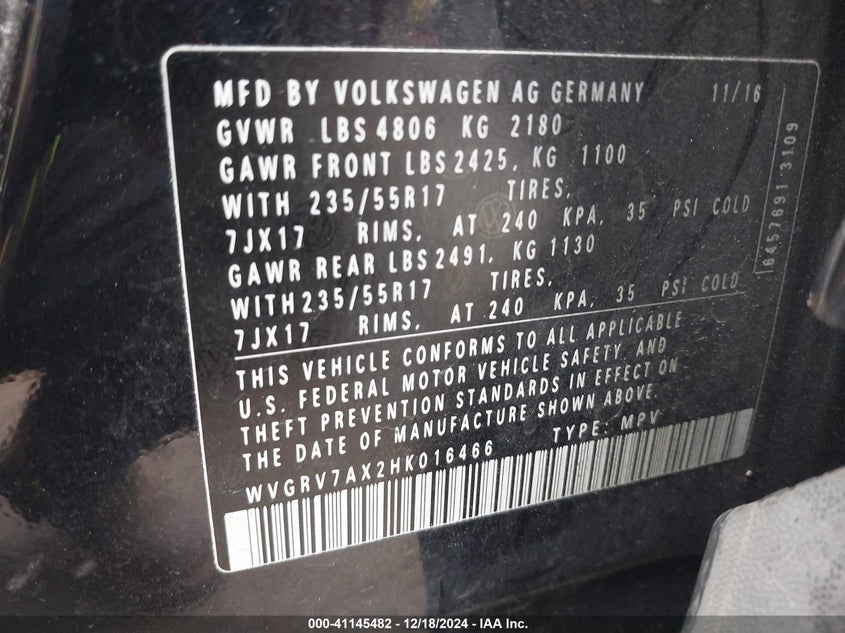 MFD BY VOLKSWAGEN AG GERMANY 11/16
GVWR LBS 4806 KG 2180
GAWR FRONT LBS 2425, KG 1100
WITH 235/55R17 TIRES,
7JX17 RIMS, AT 240 KPA, 35 PSI COLD
GAWR REAR LBS 2491, KG 1130
WITH 235/55R17 TIRES,
7JX17 RIMS, AT 240 KPA, 35 PSI COLD
THIS VEHICLE CONFORMS TO ALL APPLICABLE
U.S. FEDERAL MOTOR VEHICLE SAFETY AND
THEFT PREVENTION STANDARDS IN EFFECT ON
THE DATE OF MANUFACTURE SHOWN ABOVE.
WVGRV7AX2HK016466 TYPE: MPV
3109
000-41145482 - 12/18/2024 - IAA Inc.